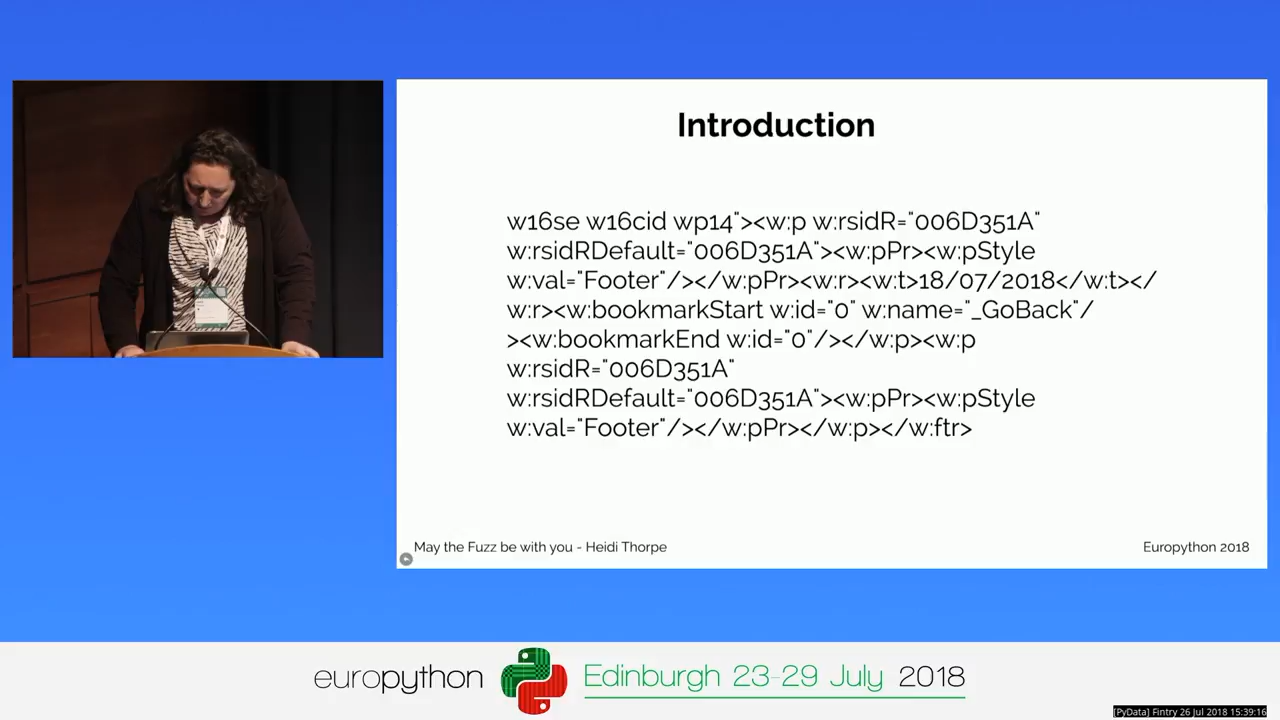 Introduction
w16se w16cid wp14"><w:p w:rsidR="006D351A"
w:rsidRDefault="006D351A"><w:pPr><w:pStyle
w:val="Footer"/></w:pPr><w:r><w:t>18/07/2018</w:t></
w:r><w:bookmarkStart w:id="0" w:name="_GoBack"/
><w:bookmarkEnd w:id="0"/></w:p><w:p
w:rsidR="006D351A"
w:rsidRDefault="006D351A"><w:pPr><w:pStyle
w:val="Footer"/></w:pPr></w:p></w:ftr>
May the Fuzz be with you - Heidi Thorpe
Europython 2018
europython
Edinburgh 23-29 July 2018
[PyData] Fintry 26 Jul 2018 15:39:16